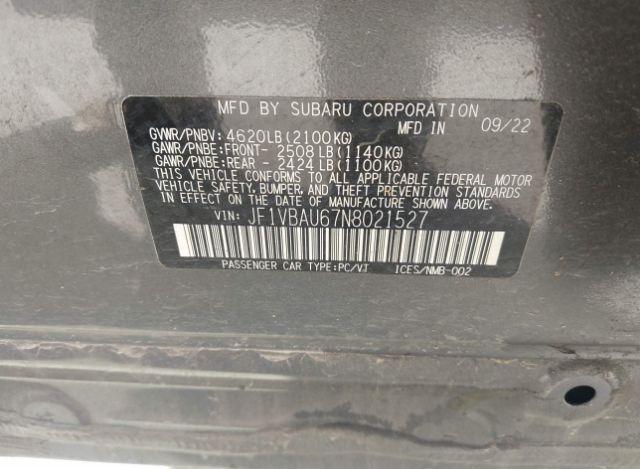 MFD BY SUBARU CORPORATION
MFD IN 09/22
GVWR/PNBV: 4620LB(2100KG)
GAWR/PNBE:FRONT- 2508LB(1140KG)
GAWR/PNBE:REAR - 2424LB(1100KG)
THIS VEHICLE CONFORMS TO ALL APPLICABLE FEDERAL MOTOR
VEHICLE SAFETY, BUMPER, AND THEFT PREVENTION STANDARDS
IN EFFECT ON THE DATE OF MANUFACTURE SHOWN ABOVE.
VIN: JF1VBAU67N8021527
PASSENGER CAR TYPE:PC/VT ICES/NMB-002